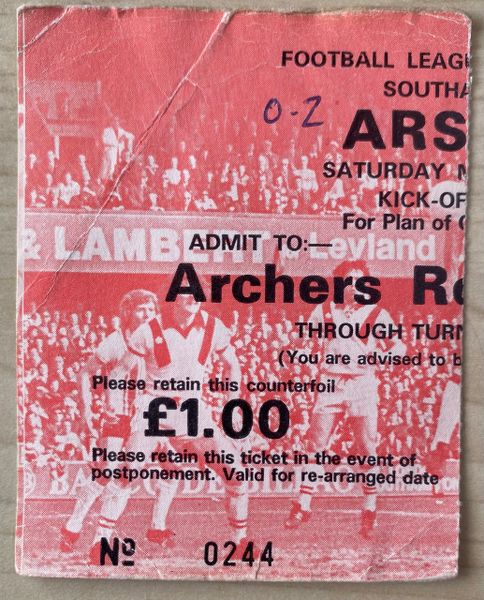 FOOTBALL LEAGU
SOUTHA
0-2
ARS
SATURDAY N
KICK-OF
For Plan of G
& LAMBERT
Leyland
ADMIT TO:—
Archers Re
THROUGH TURN
(You are advised to b
Please retain this counterfoil
£1.00
Please retain this ticket in the event of
postponement. Valid for re-arranged date
Nº 0244